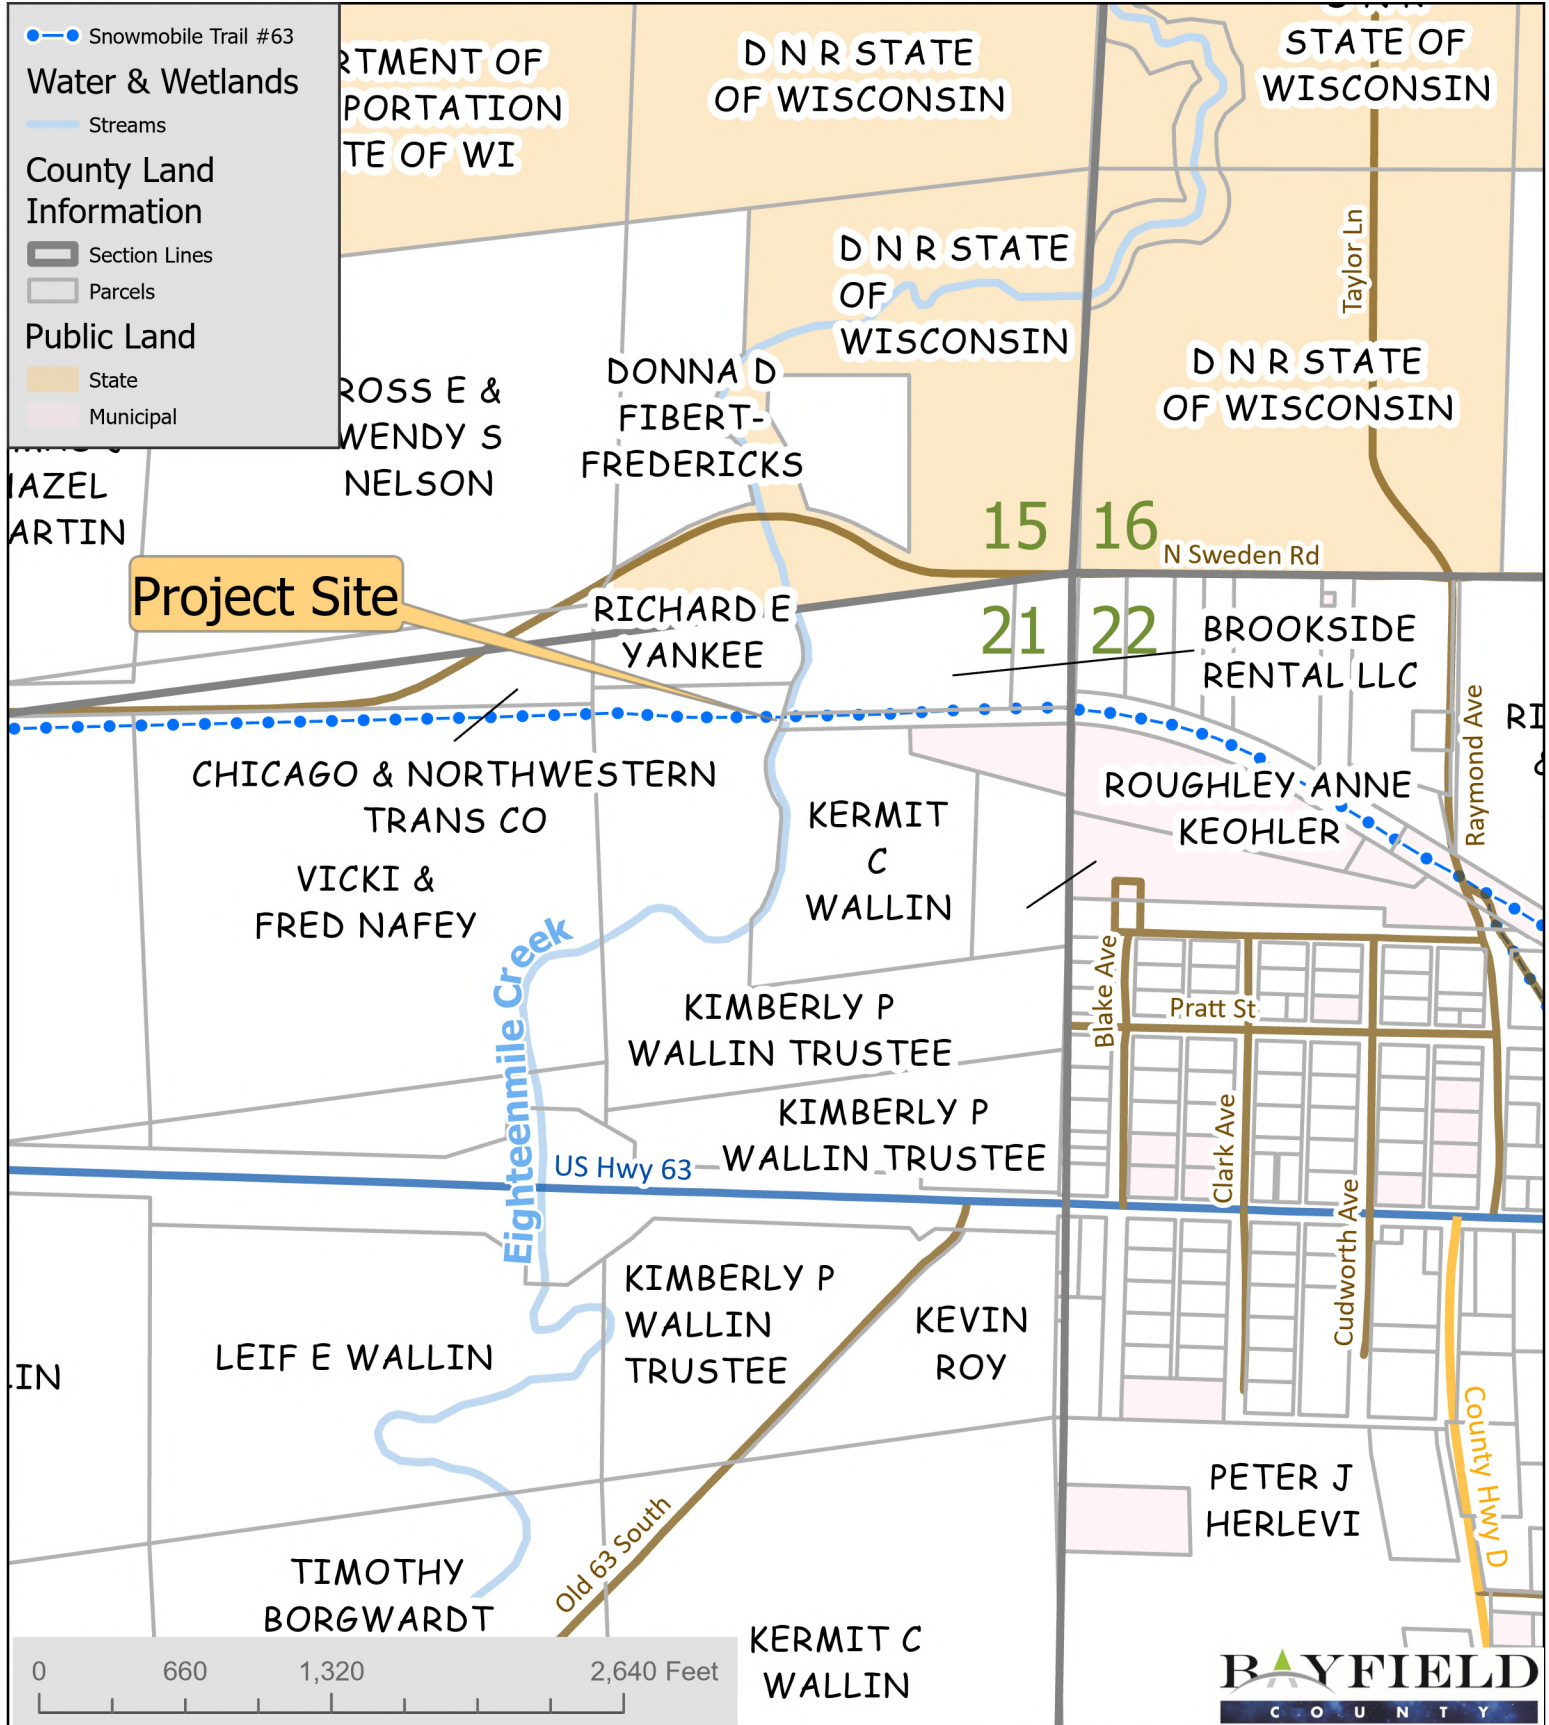 Snowmobile Trail #63
Water & Wetlands
Streams
County Land
Information
Section Lines
Parcels
Public Land
State
Municipal
RTMENT OF
PORTATION
TE OF WI
D N R STATE
OF WISCONSIN
STATE OF
WISCONSIN
D N R STATE
OF
WISCONSIN
Taylor Ln
D N R STATE
OF WISCONSIN
ROSS E &
WENDY S
NELSON
DONNA D
FIBERT-
FREDERICKS
AZEL
ARTIN
15
16
N Sweden Rd
Project Site
RICHARD E
YANKEE
21
22
BROOKSIDE
RENTAL LLC
RI
Raymond Ave
CHICAGO & NORTHWESTERN
TRANS CO
KERMIT
C
WALLIN
ROUGHLEY ANNE
KEOHLER
VICKI &
FRED NAFEY
Eighteenmile Creek
Blake Ave
Pratt St
KIMBERLY P
WALLIN TRUSTEE
KIMBERLY P
WALLIN TRUSTEE
Clark Ave
US Hwy 63
Cudworth Ave
KIMBERLY P
WALLIN
TRUSTEE
KEVIN
ROY
LEIF E WALLIN
IN
County Hwy D
PETER J
HERLEVI
Old 63 South
TIMOTHY
BORGWARDT
KERMIT C
WALLIN
0 660 1,320 2,640 Feet
BAYFIELD
COUNTY